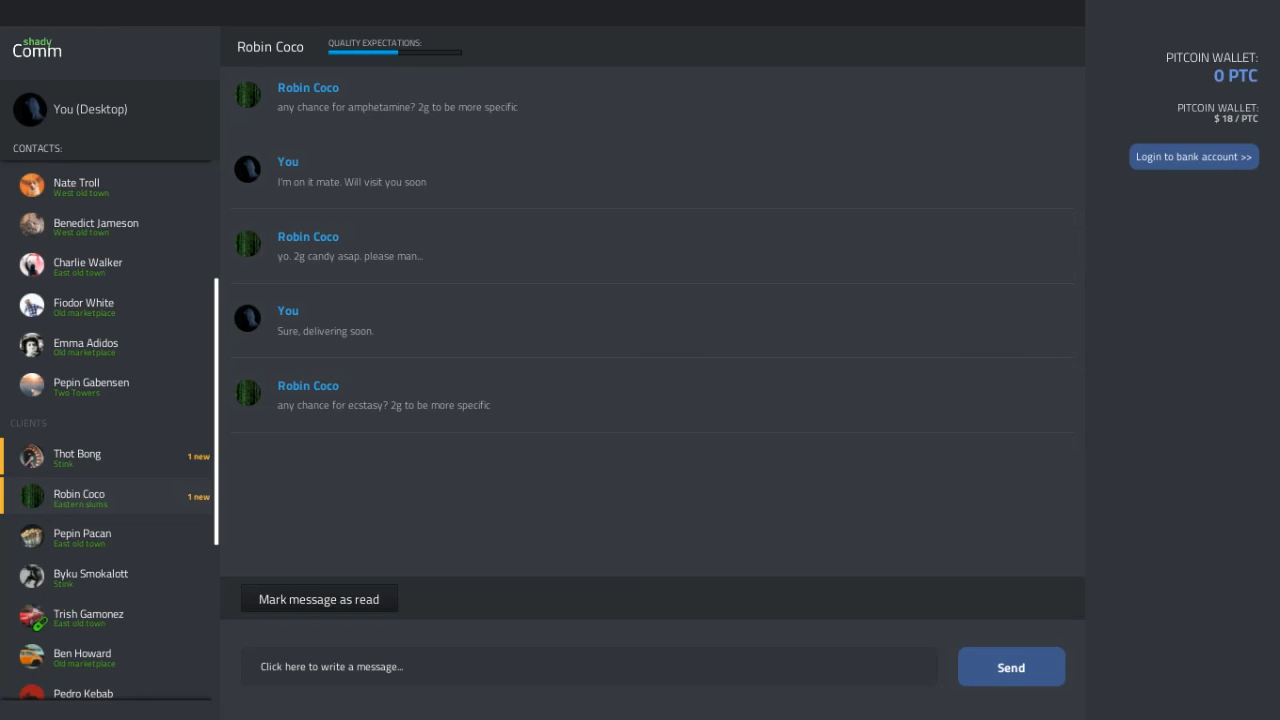 shady
Comm
You (Desktop)
CONTACTS:
Nate Troll
West old town
Benedict Jameson
West old town
Charlie Walker
East old town
Fiodor White
Old marketplace
Emma Adidos
Old marketplace
Pepin Gabensen
Two Towers
CLIENTS
Thot Bong
Stink
1 new
Robin Coco
Eastern slums
1 new
Pepin Pacan
East old town
Byku Smokalott
Stink
Trish Gamonez
East old town
Ben Howard
Old marketplace
Pedro Kebab
Robin Coco
QUALITY EXPECTATIONS:
Robin Coco
any chance for amphetamine? 2g to be more specific
You
I'm on it mate. Will visit you soon
Robin Coco
yo. 2g candy asap. please man...
You
Sure, delivering soon.
Robin Coco
any chance for ecstasy? 2g to be more specific
Mark message as read
Click here to write a message...
Send
PITCOIN WALLET:
0 PTC
PITCOIN WALLET:
$ 18 / PTC
Login to bank account >>